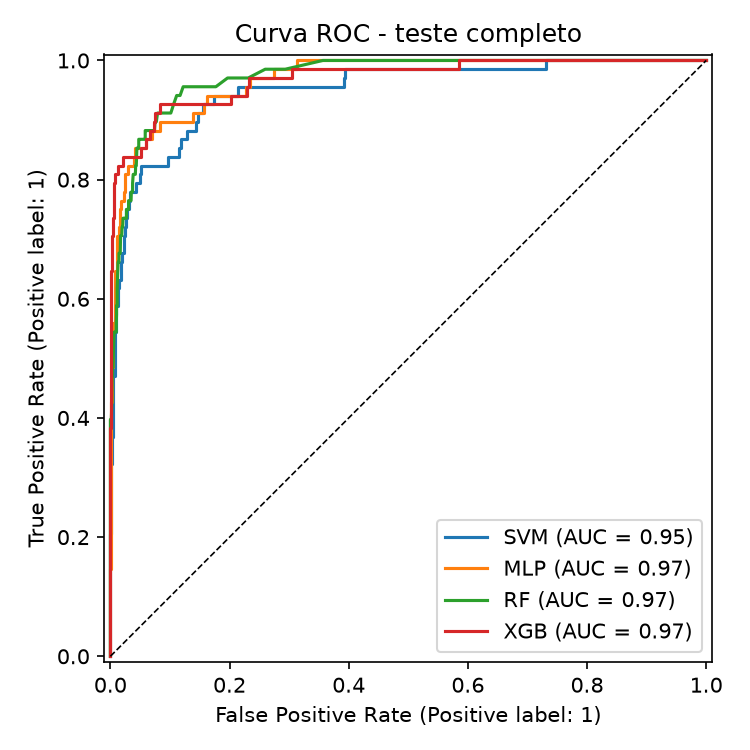 Curva ROC - teste completo
True Positive Rate (Positive label: 1)
1.0
0.8
0.6
0.4
0.2
0.0
SVM (AUC = 0.95)
MLP (AUC = 0.97)
RF (AUC = 0.97)
XGB (AUC = 0.97)
0.0 0.2 0.4 0.6 0.8 1.0
False Positive Rate (Positive label: 1)